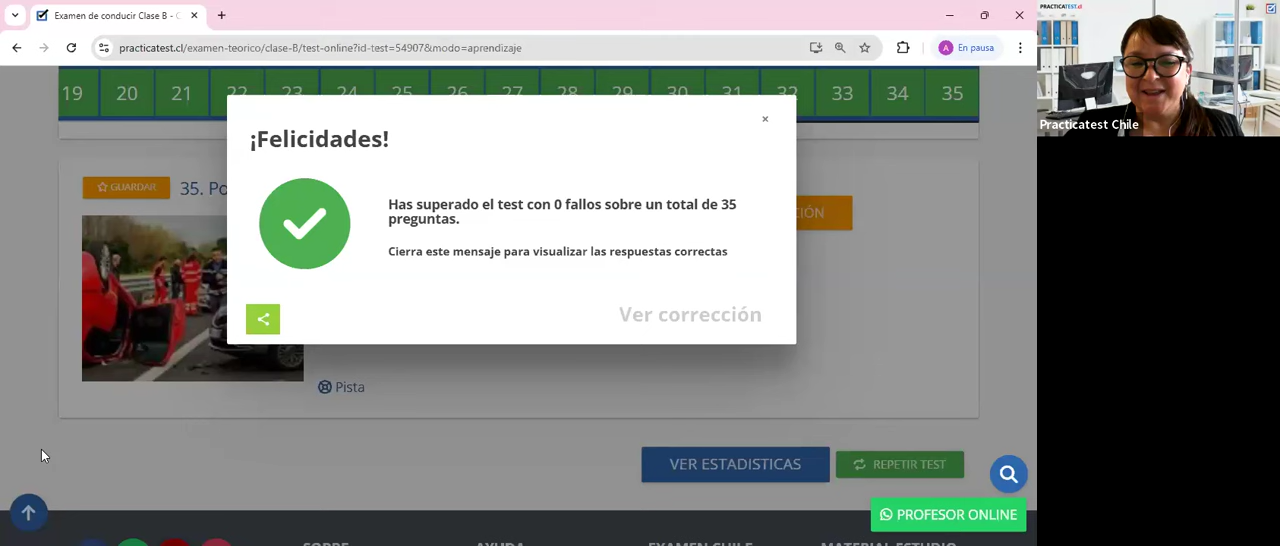 Examen de conducir Clase B - C
practicatest.cl/examen-teorico/clase-B/test-online?id-test=54907&modo=aprendizaje
A En pausa
PRACTICATEST.cl
Practicatest Chile
19 20 21 22 23 24 25 26 27 28 29 30 31 32 33 34 35
¡Felicidades!
GUARDAR
35. Po
Has superado el test con 0 fallos sobre un total de 35
preguntas.
Cierra este mensaje para visualizar las respuestas correctas
Ver corrección
Pista
VER ESTADISTICAS
REPETIR TEST
PROFESOR ONLINE
SOBRE
AYUDA
EXAMEN CHILE
MATERIAL ESTUDIO